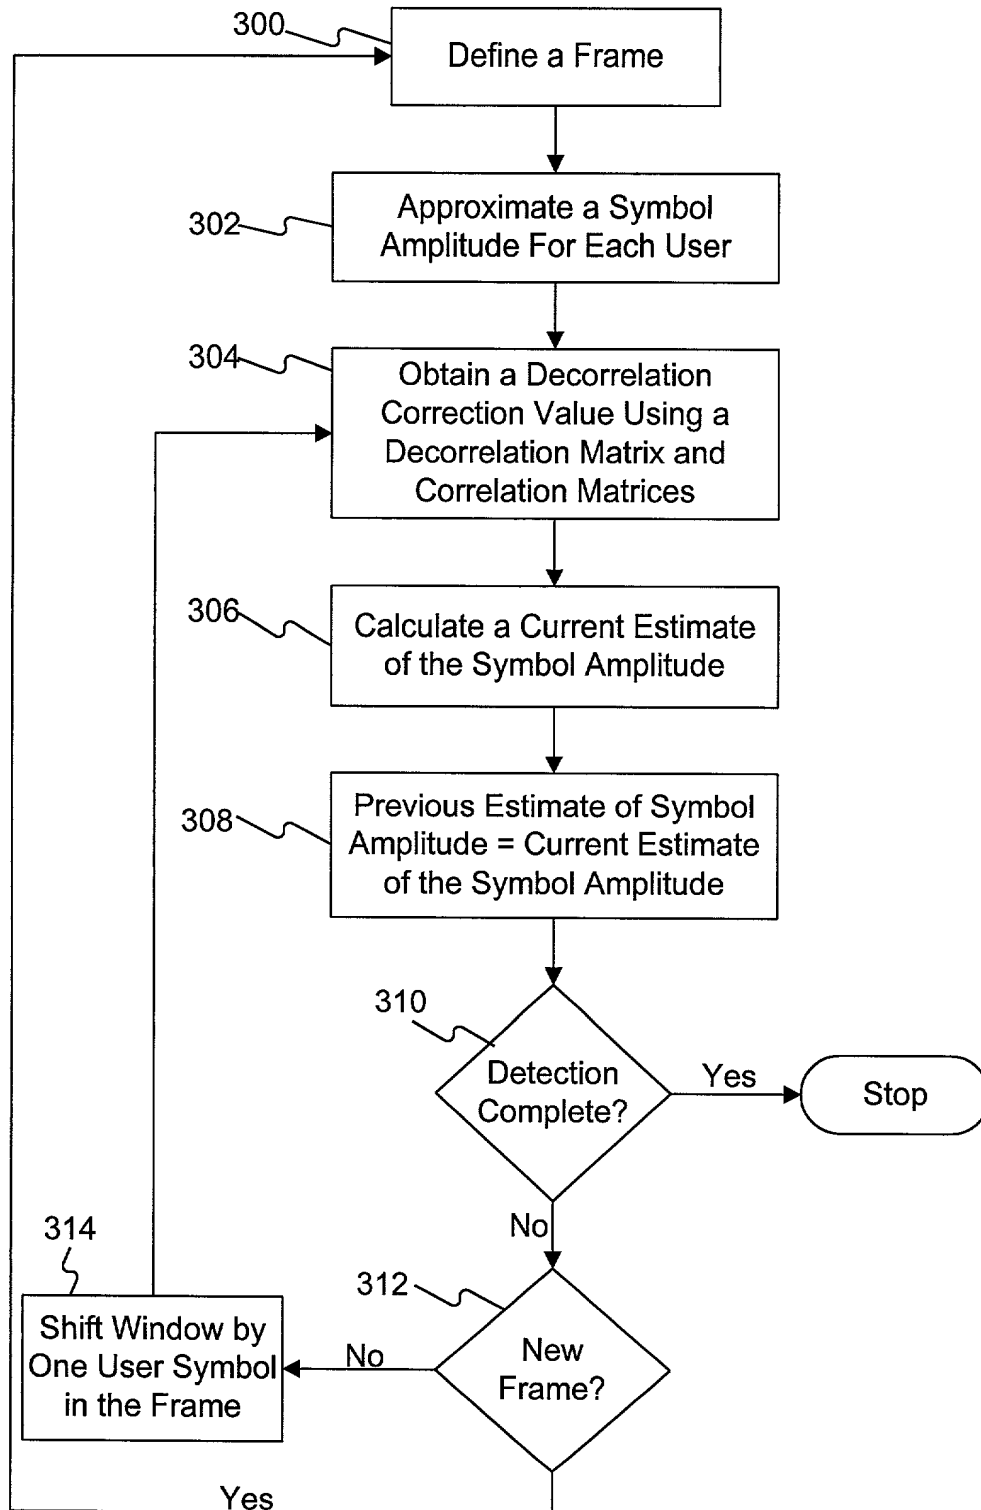 300
Define a Frame
302
Approximate a Symbol
Amplitude For Each User
304
Obtain a Decorrelation
Correction Value Using a
Decorrelation Matrix and
Correlation Matrices
306
Calculate a Current Estimate
of the Symbol Amplitude
308
Previous Estimate of Symbol
Amplitude = Current Estimate
of the Symbol Amplitude
310
Detection
Complete?
Yes
Stop
No
312
New
Frame?
No
314
Shift Window by
One User Symbol
in the Frame
Yes